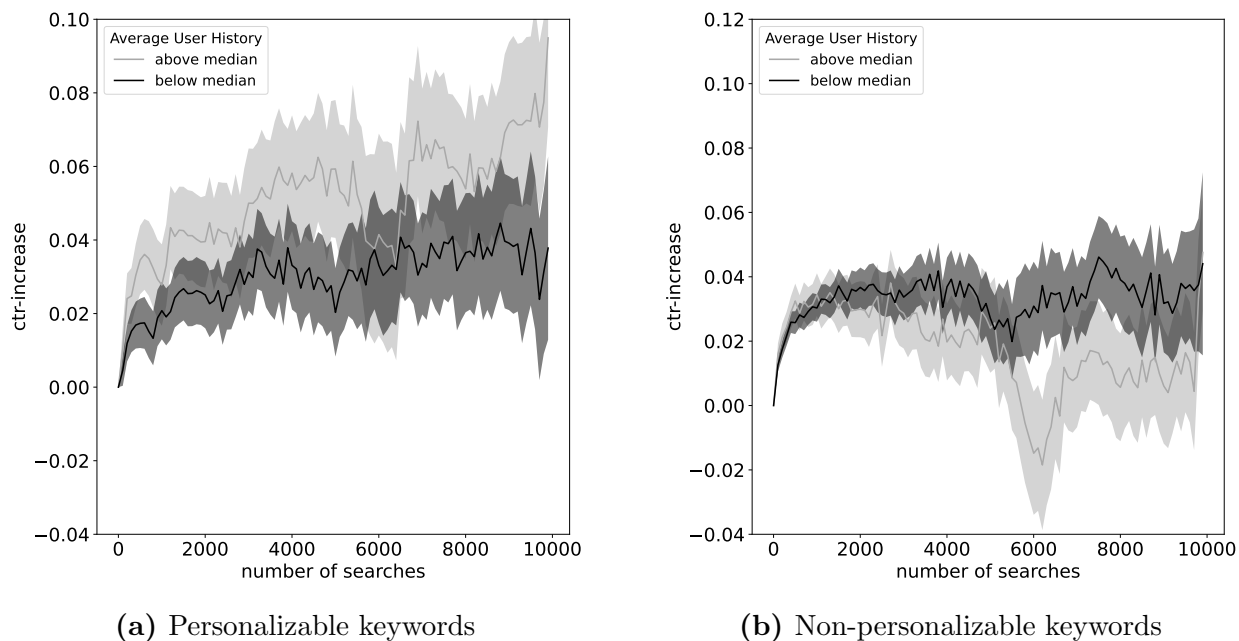 0.10
0.08
0.06
0.04
0.02
0.00
−0.02
−0.04
ctr-increase
Average User History
above median
below median
0 2000 4000 6000 8000 10000
number of searches
(a) Personalizable keywords
0.12
0.10
0.08
0.06
0.04
0.02
0.00
−0.02
−0.04
ctr-increase
Average User History
above median
below median
0 2000 4000 6000 8000 10000
number of searches
(b) Non-personalizable keywords